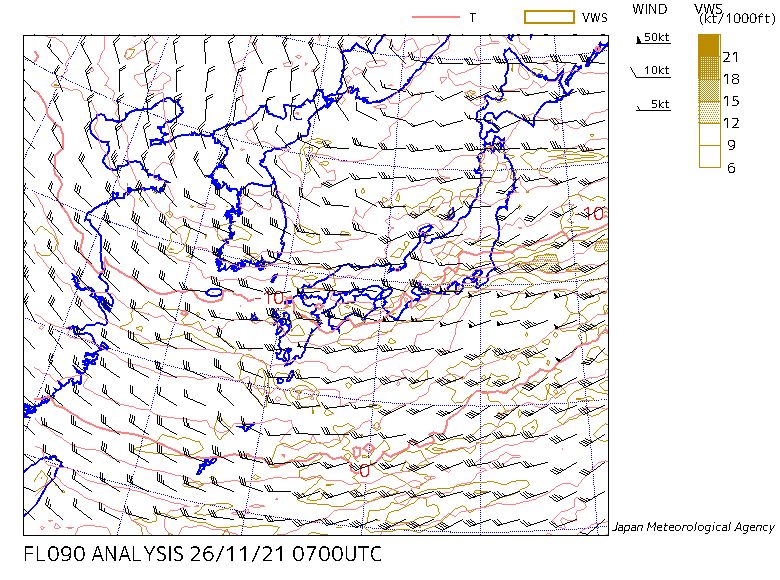 T
VWS
WIND
VWS
(kt/1000ft)
50kt
10kt
5kt
21
18
15
12
9
6
10
-10
0
Japan Meteorological Agency
FL090 ANALYSIS 26/11/21 0700UTC